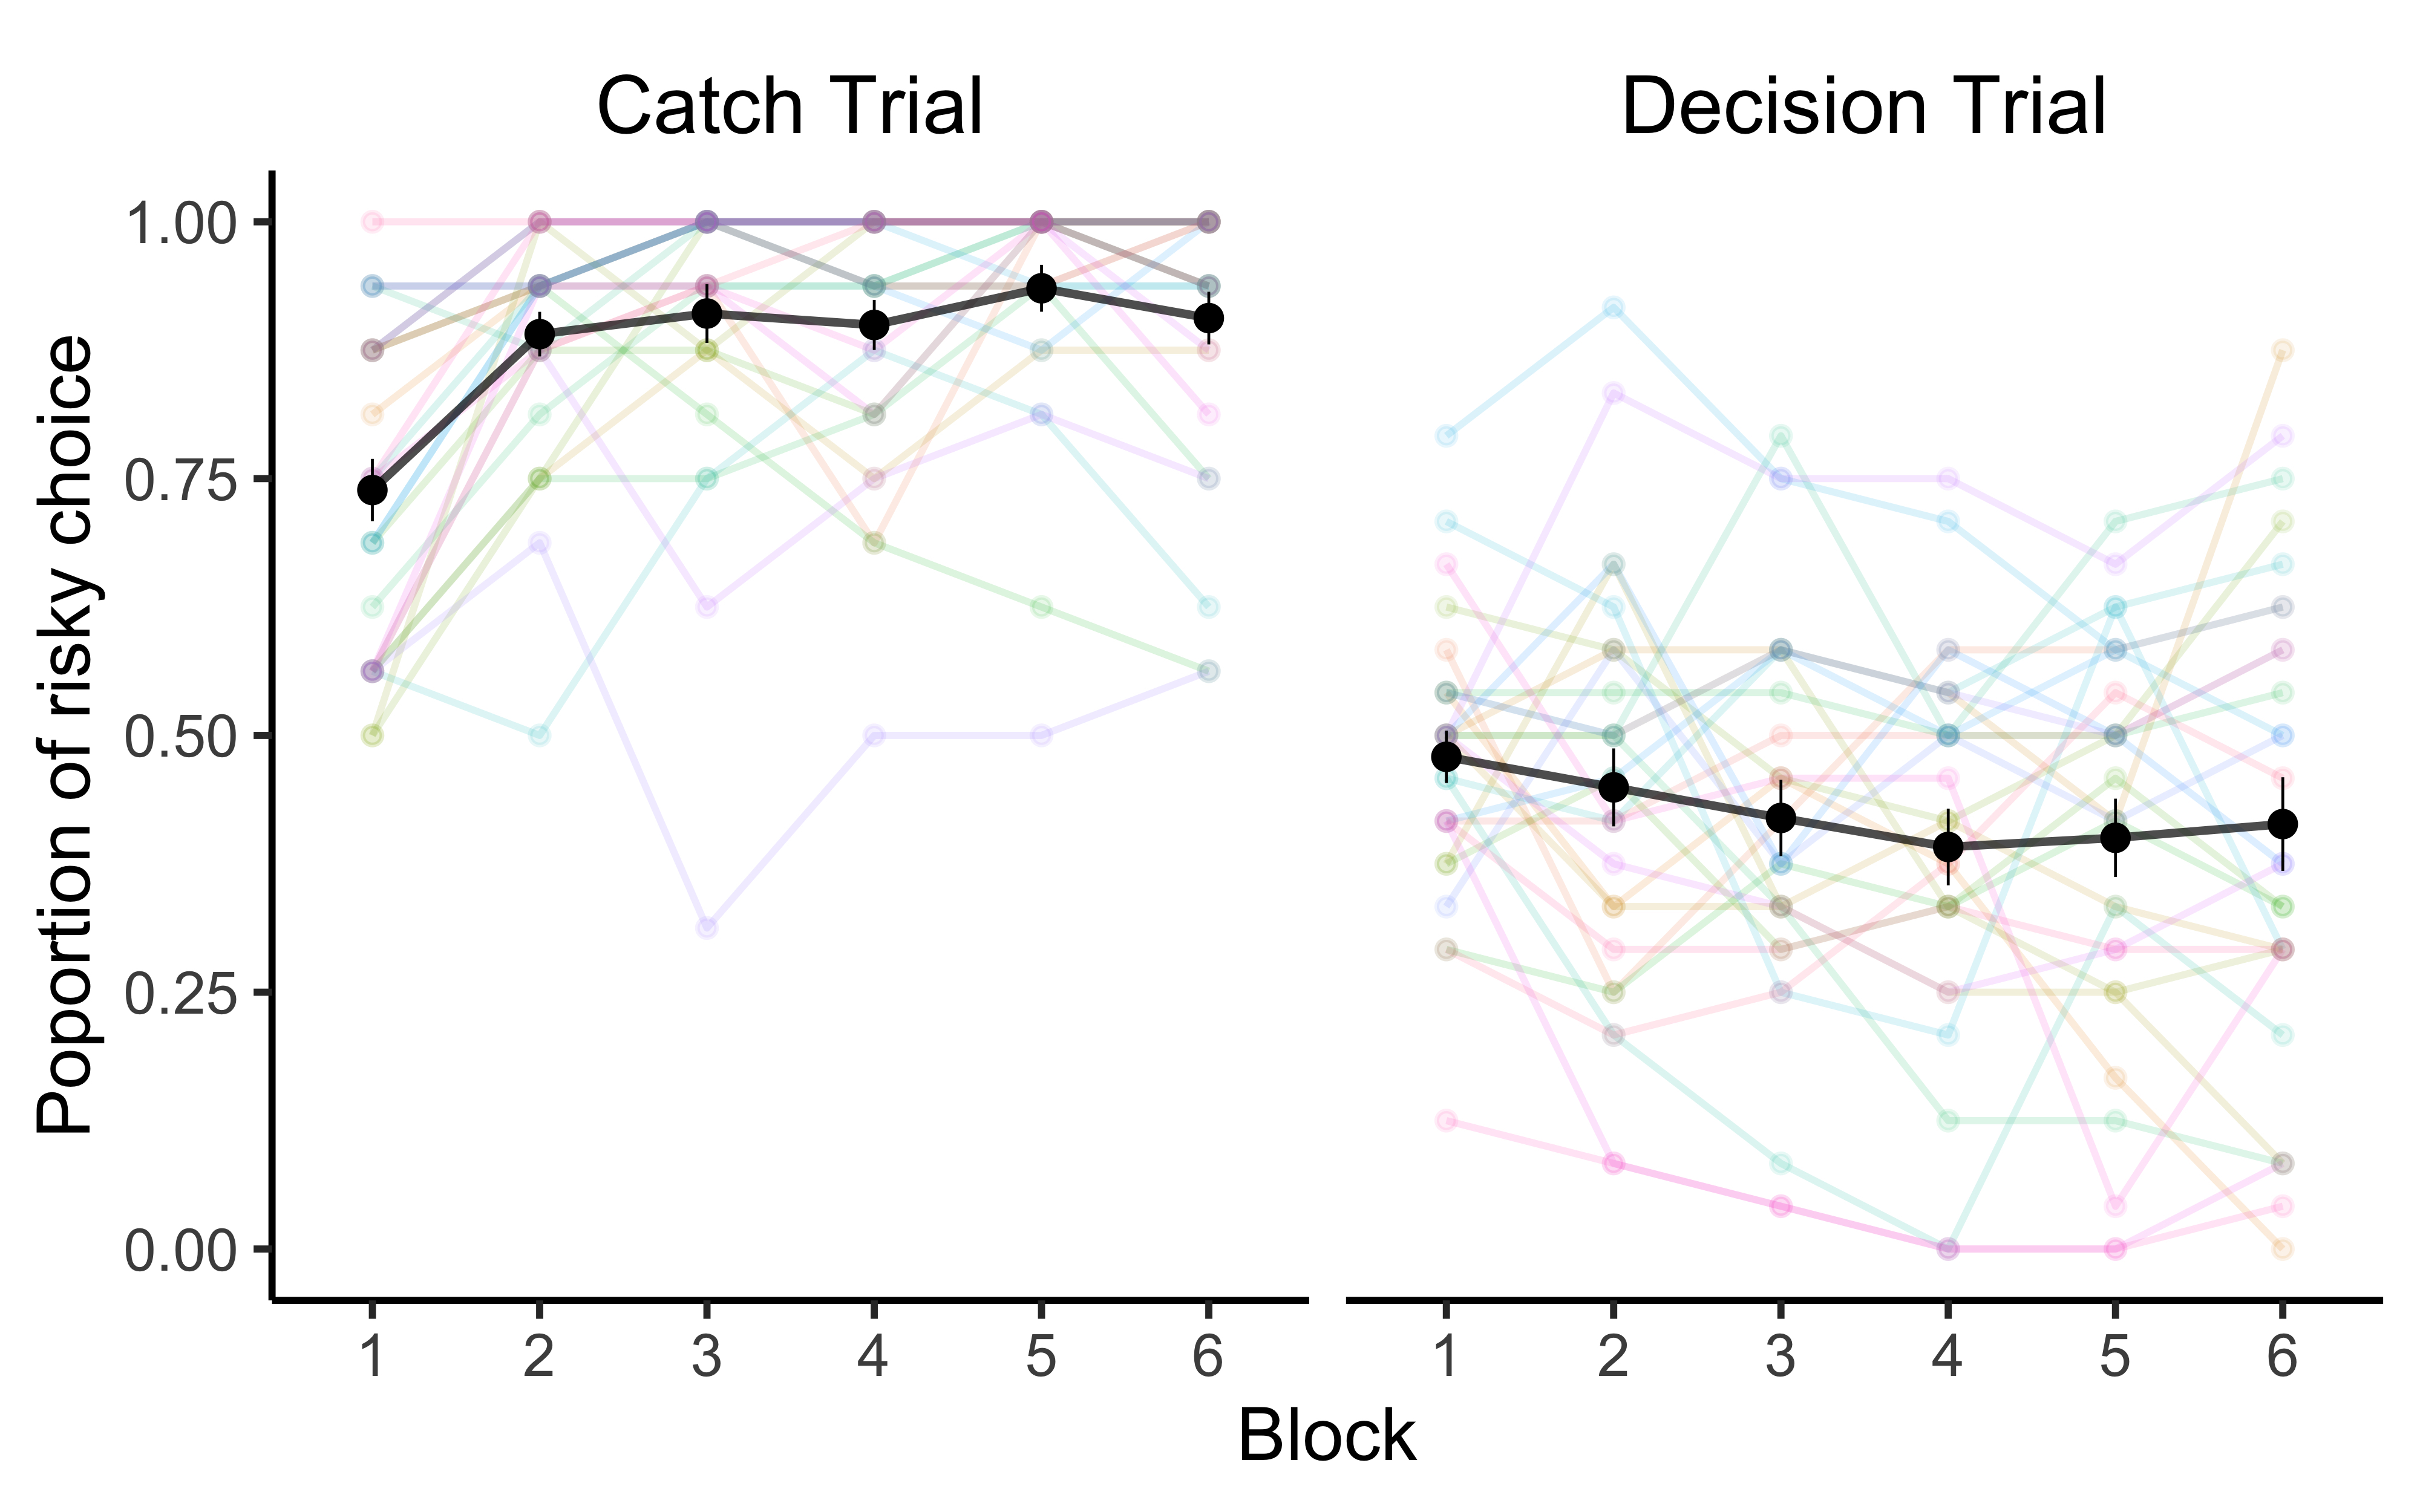 Catch Trial
Decision Trial
Poportion of risky choice
1.00
0.75
0.50
0.25
0.00
1 2 3 4 5 6
1 2 3 4 5 6
Block